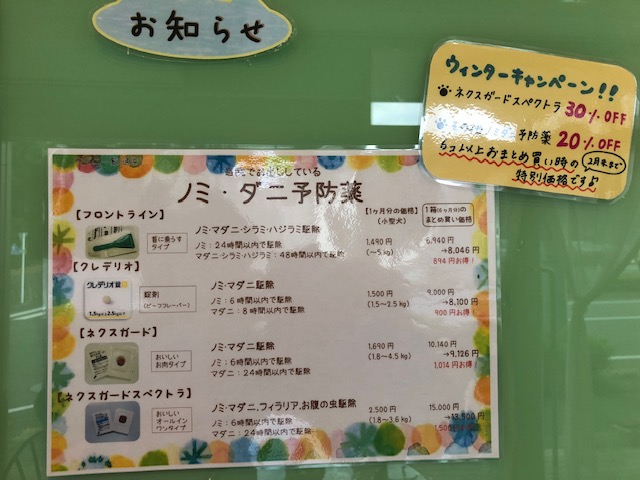 お知らせ
ウィンターキャンペーン!!
ネクスガードスペクトラ 30%OFF
予防薬 20%OFF
6コ以上おまとめ買い時の
2月末まで
特別価格です♪
でお出ししている
ノミ・ダニ予防薬
【1ヶ月分の価格】
(小型犬)
1箱(6ヶ月分)の
まとめ買い価格
【フロントライン】
首に垂らす
タイプ
ノミ・マダニ・シラミ・ハジラミ駆除
ノミ:24時間以内で駆除
マダニ・シラミ・ハジラミ:48時間以内で駆除
1,490円
(~5kg)
8,940円
→8,046円
894円お得!
【クレデリオ】
クレデリオ錠
錠剤
(ビーフフレーバー)
ノミ・マダニ駆除
ノミ:6時間以内で駆除
マダニ:8時間以内で駆除
1,500円
(1.5~2.5kg)
9,000円
→8,100円
900円お得!
【ネクスガード】
おいしい
お肉タイプ
ノミ・マダニ駆除
ノミ:6時間以内で駆除
マダニ:24時間以内で駆除
1,690円
(1.8~4.5kg)
10,140円
→9,126円
1,014円お得!
【ネクスガードスペクトラ】
おいしい
オールイン
ワンタイプ
ノミ・マダニ,フィラリア,お腹の虫駆除
ノミ:6時間以内で駆除
マダニ:24時間以内で駆除
2,500円
(1.8~3.6kg)
15,000円
→13,500円
1,500円お得!